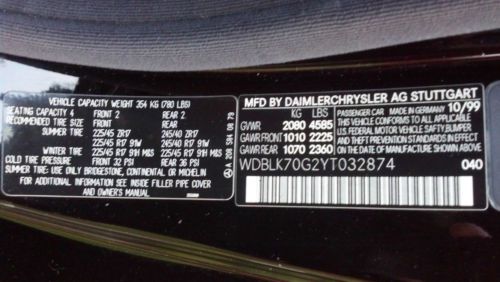 VEHICLE CAPACITY WEIGHT 354 KG (780 LBS)
SEATING CAPACITY 4 FRONT 2 REAR 2
RECOMMENDED TIRE FRONT REAR
SUMMER TIRE 225/45 ZR17 245/40 ZR17
225/45 R17 91W 245/40 R17 91W
WINTER TIRE 225/45 R17 91H M&S 225/45 R17 91H M&S
COLD TIRE INFLATION PRESSURE FRONT 32 PSI REAR 36 PSI
SUMMER TIRES: USE ONLY BRIDGESTONE, CONTINENTAL OR MICHELIN
FOR ADDITIONAL INFORMATION SEE INSIDE FILLER PIPE COVER
AND OWNER'S MANUAL
MFD BY DAIMLERCHRYSLER AG STUTTGART
KG LBS MADE IN GERMANY 10/99
GVWR 2080 4585
GAWR FRONT 1010 2225
GAWR REAR 1070 2360
THIS VEHICLE CONFORMS TO ALL APPLICABLE
U.S. FEDERAL MOTOR VEHICLE SAFETY, BUMPER
AND THEFT PREVENTION STANDARDS IN EFFECT
ON THE DATE OF MANUFACTURE SHOWN ABOVE
WDBLK70G2YT032874 040